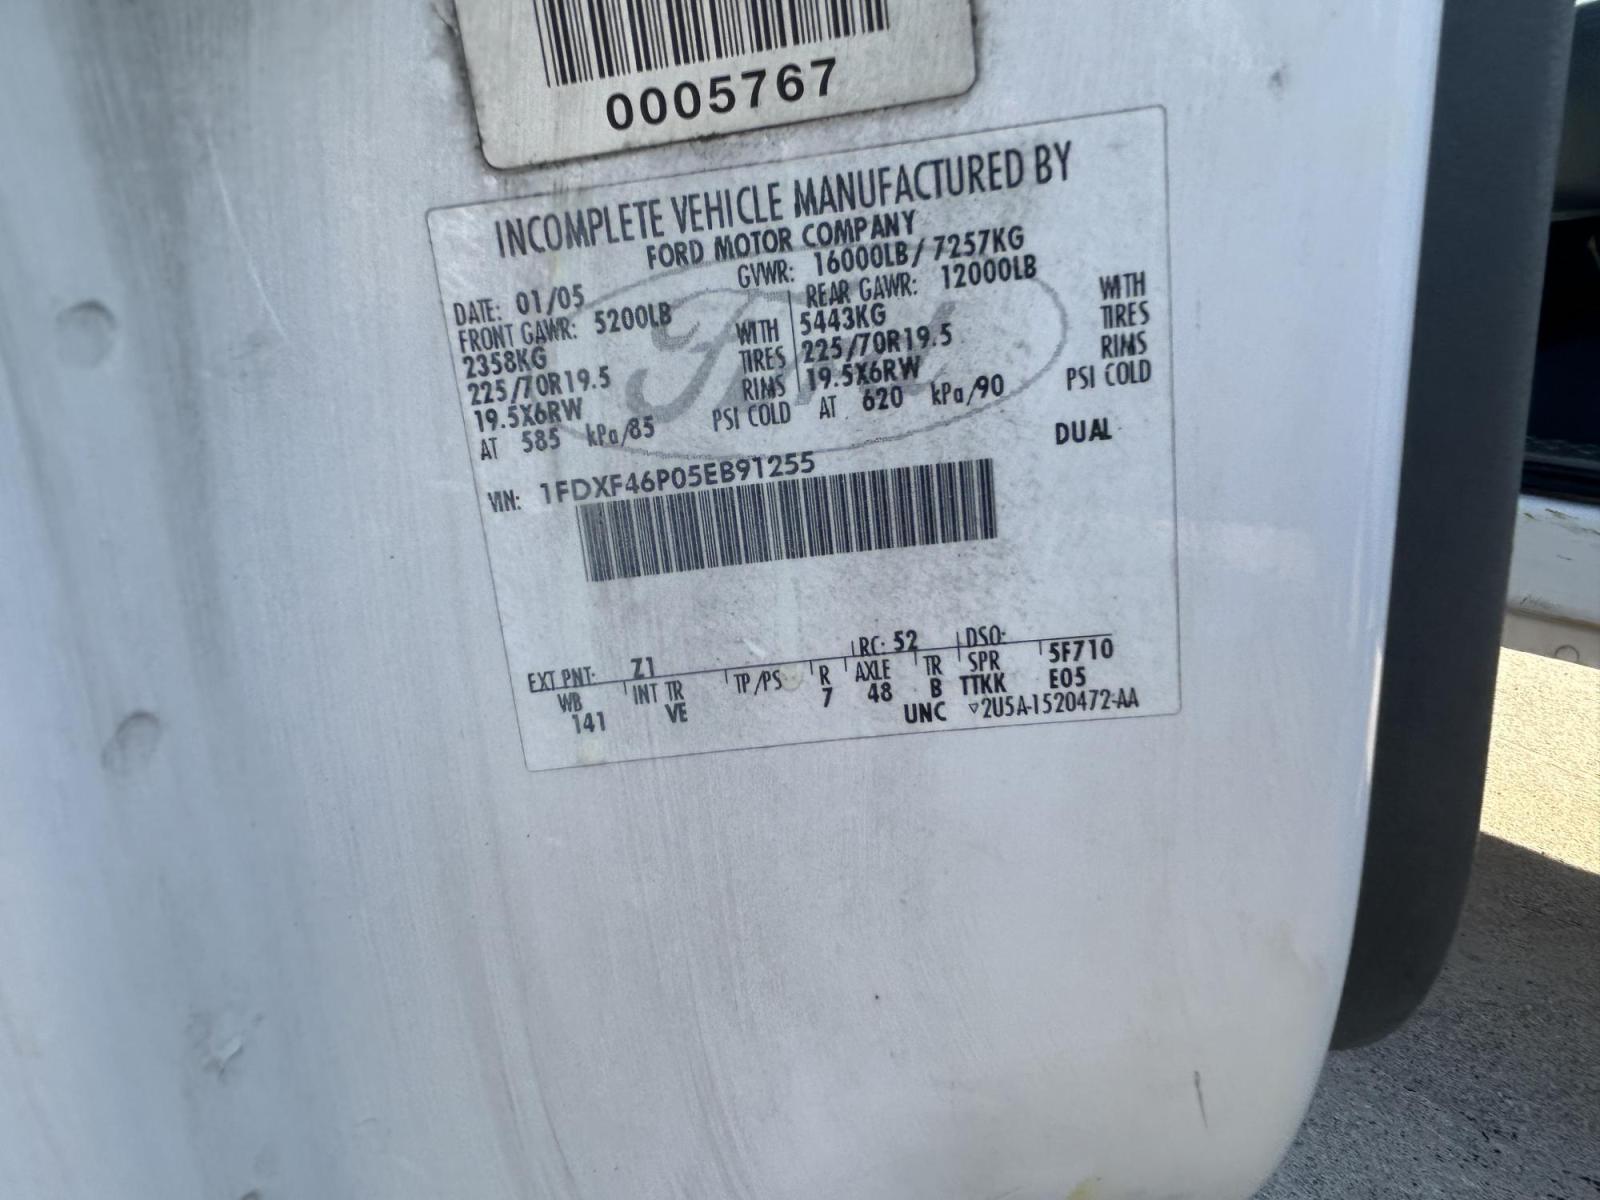 0005767
INCOMPLETE VEHICLE MANUFACTURED BY
FORD MOTOR COMPANY
DATE: 01/05 GVWR: 16000LB / 7257KG
FRONT GAWR: 5200LB REAR GAWR: 12000LB
2358KG WITH 5443KG WITH
225/70R19.5 TIRES 225/70R19.5 TIRES
19.5X6RW RIMS 19.5X6RW RIMS
AT 585 kPa/85 PSI COLD AT 620 kPa/90 PSI COLD
DUAL
VIN: 1FDXF46P05EB91255
EXT PNT: Z1 RC: 52 DSO:
WB INT TR TP/PS R AXLE TR SPR 5F710
141 VE 7 48 B TTKK E05
UNC ▽2U5A-1520472-AA